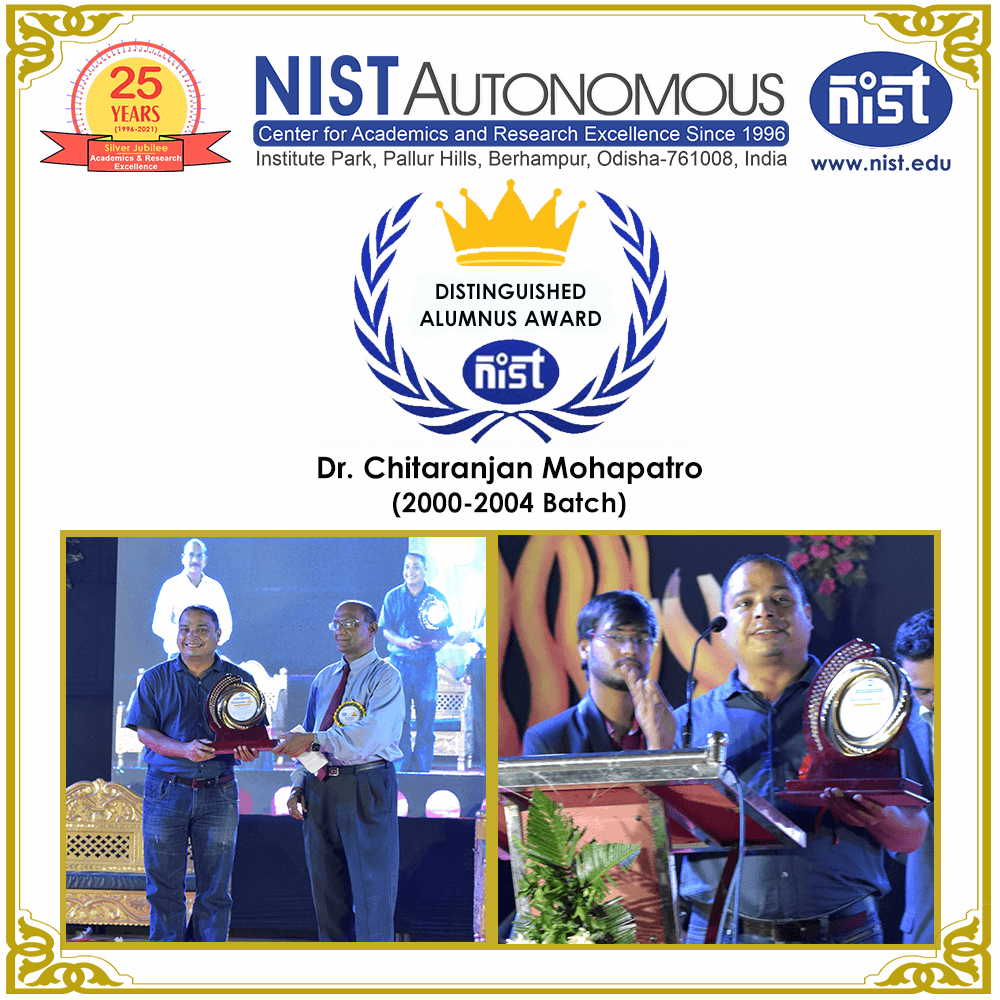 25
YEARS
(1996-2021)
Silver Jubilee
Academics & Research
Excellence
NIST AUTONOMOUS
Center for Academics and Research Excellence Since 1996
Institute Park, Pallur Hills, Berhampur, Odisha-761008, India
nist
www.nist.edu
DISTINGUISHED
ALUMNUS AWARD
nist
Dr. Chitaranjan Mohapatro
(2000-2004 Batch)